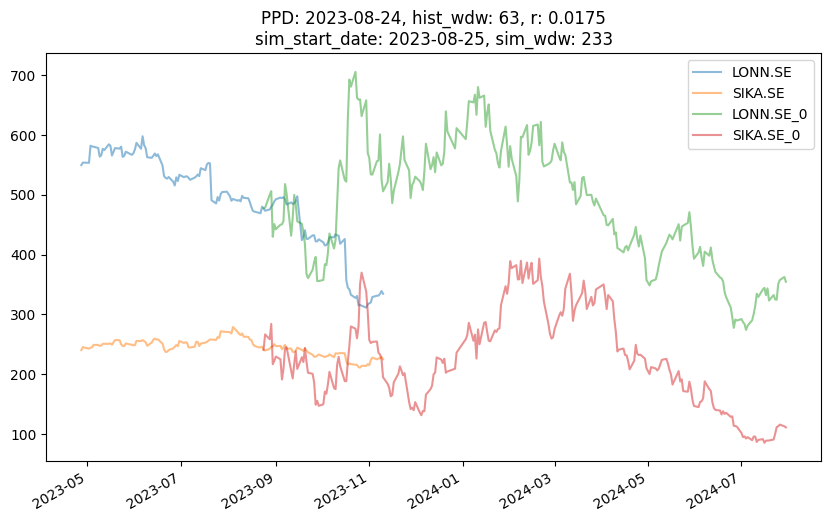 PPD: 2023-08-24, hist_wdw: 63, r: 0.0175
sim_start_date: 2023-08-25, sim_wdw: 233
LONN.SE
SIKA.SE
LONN.SE_0
SIKA.SE_0
700
600
500
400
300
200
100
2023-05
2023-07
2023-09
2023-11
2024-01
2024-03
2024-05
2024-07